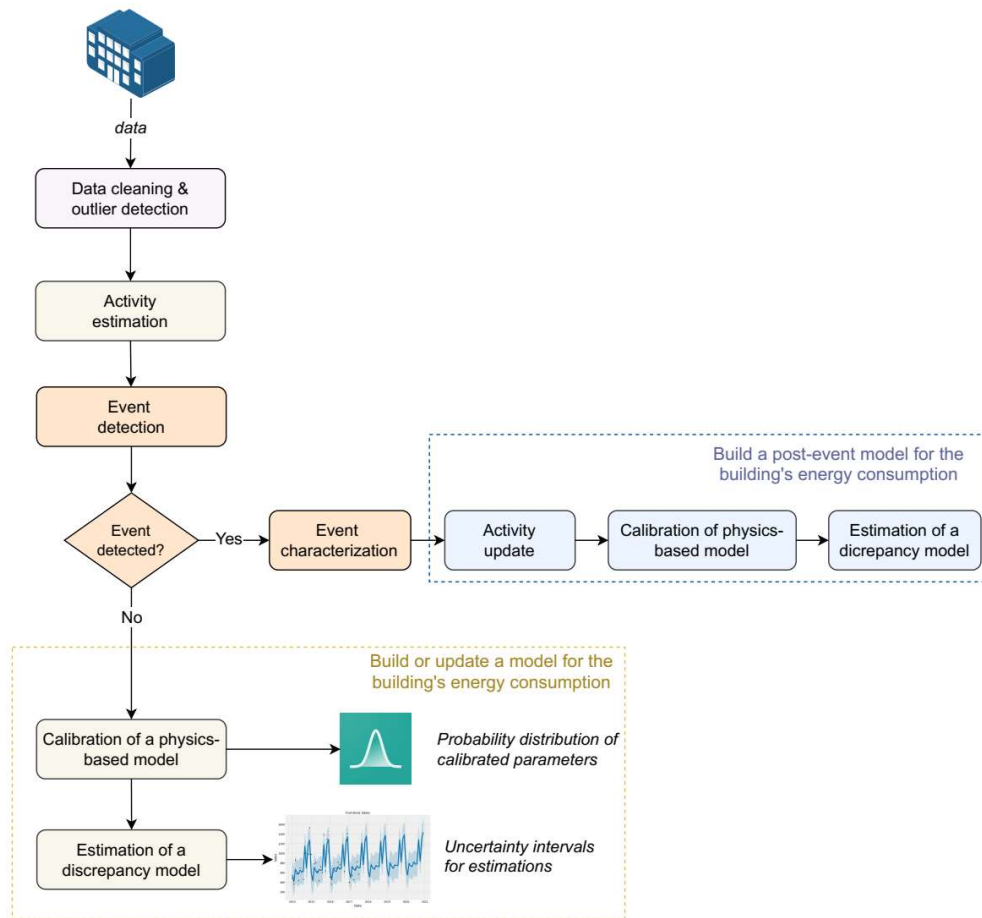 data
Data cleaning &
outlier detection
Activity
estimation
Event
detection
Event
detected?
Yes
Event
characterization
Build a post-event model for the
building's energy consumption
Activity
update
Calibration of physics-
based model
Estimation of a
dicrepancy model
No
Build or update a model for the
building's energy consumption
Calibration of a physics-
based model
Probability distribution of
calibrated parameters
Estimation of a
discrepancy model
Uncertainty intervals
for estimations